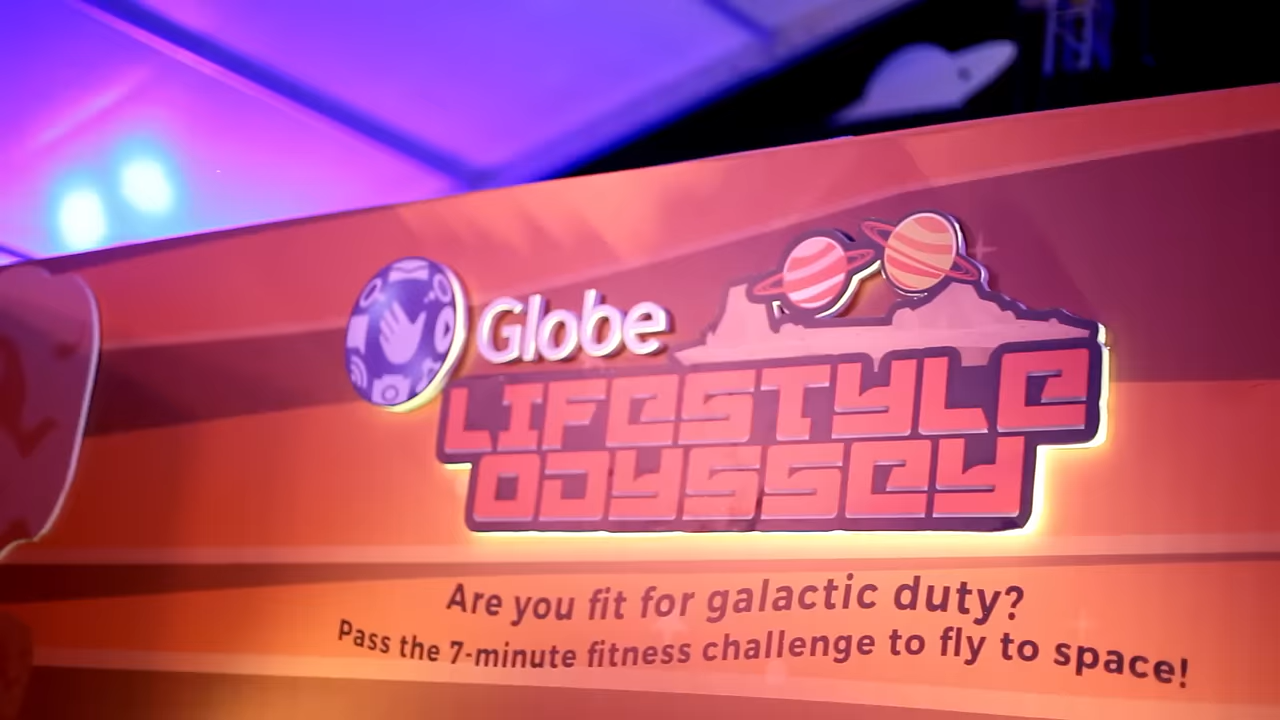 Globe
LIFESTYLE
ODYSSEY
Are you fit for galactic duty?
Pass the 7-minute fitness challenge to fly to space!